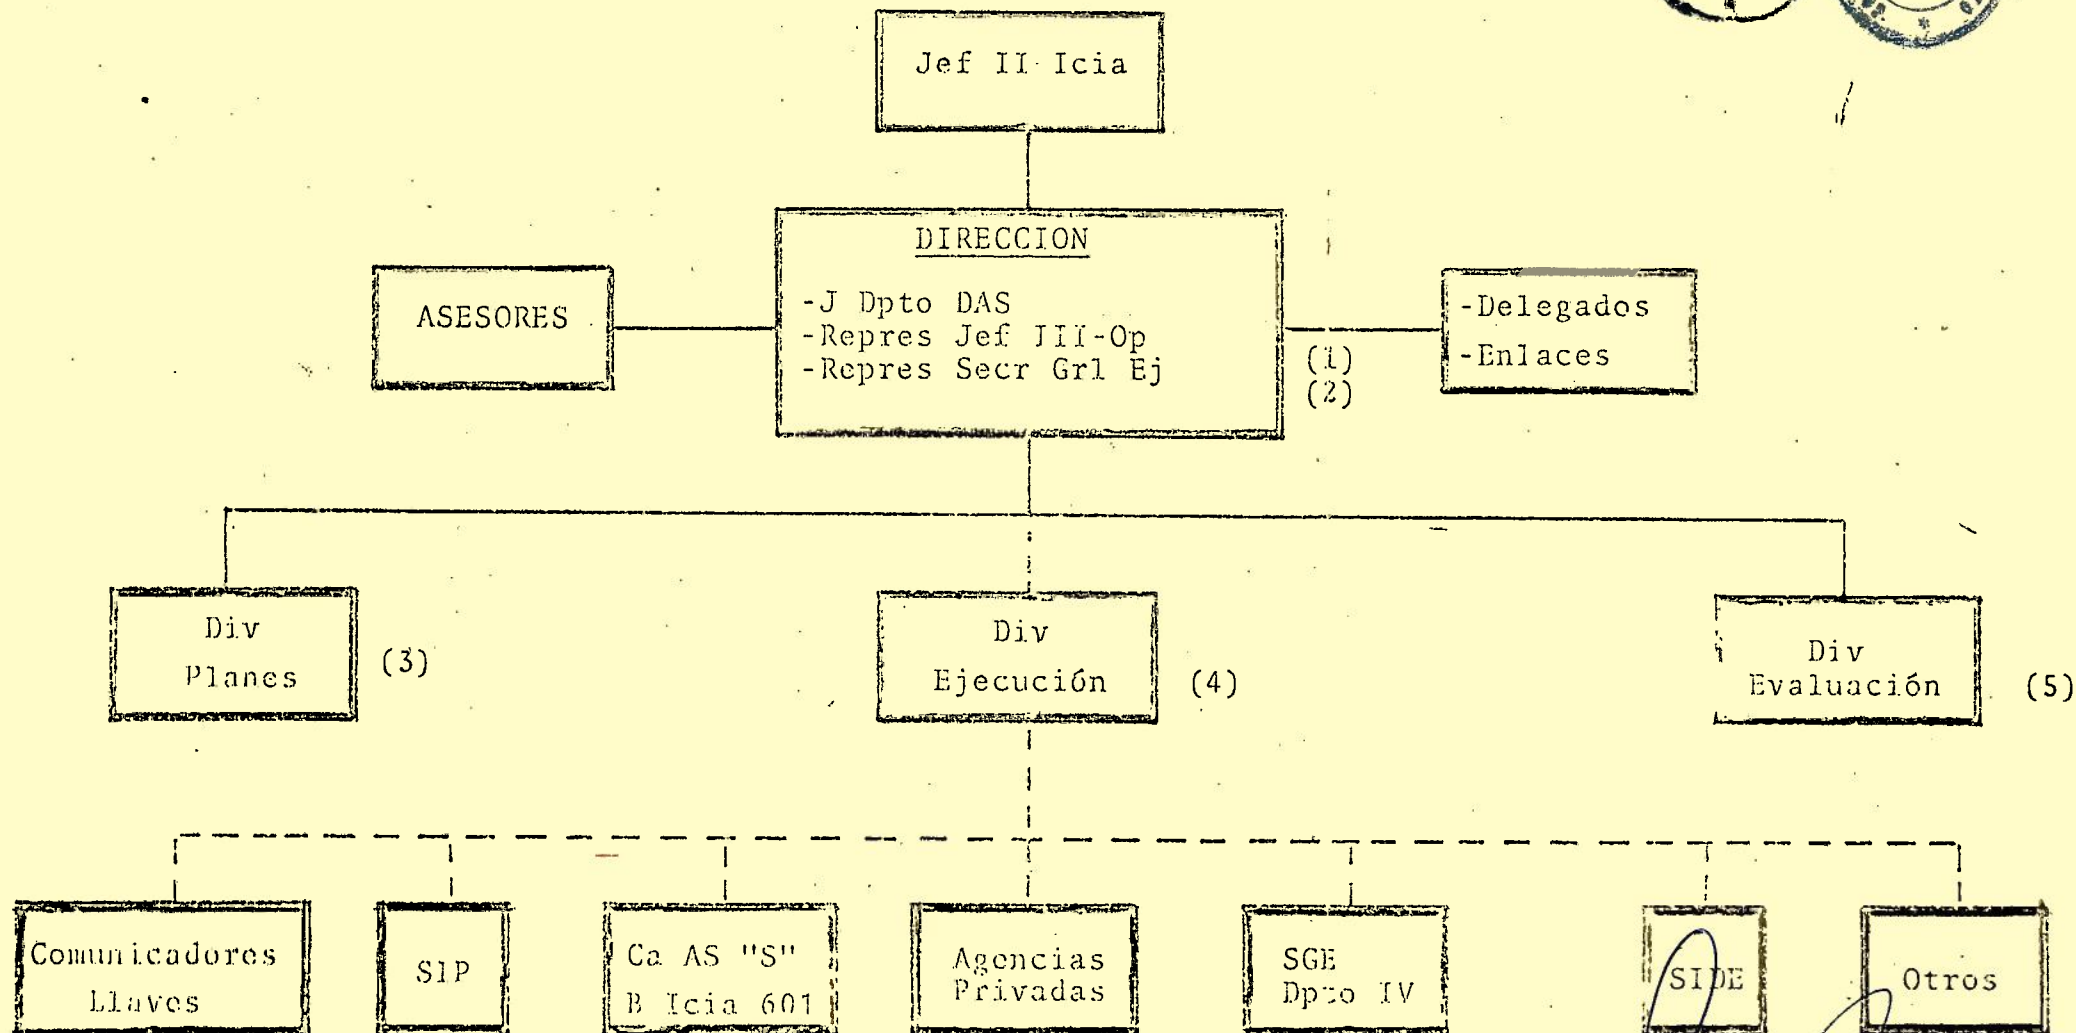 Jef II Icia
DIRECCION
-J Dpto DAS
-Repres Jef III-Op
-Repres Secr Grl Ej
ASESORES
(1)
(2)
-Delegados
-Enlaces
Div
Planes
(3)
Div
Ejecución
(4)
Div
Evaluación
(5)
Comunicadores
Llaves
SIP
Ca AS "S"
B Icia 601
Agencias
Privadas
SGE
Dpto IV
SIDE
Otros